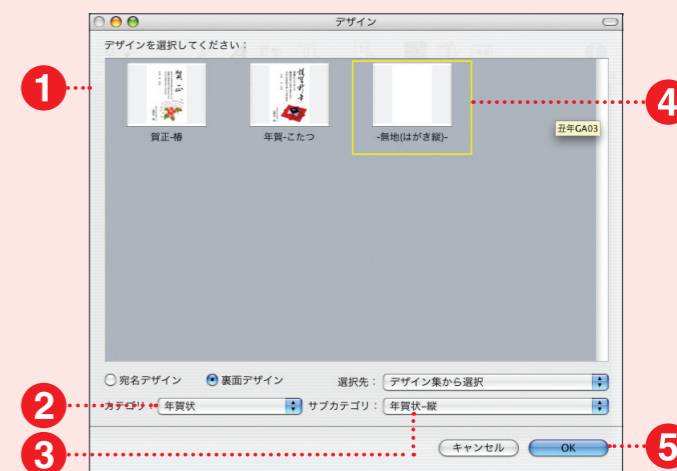 デザイン
デザインを選択してください：
1
4
賀正-椿
年賀-こたつ
-無地(はがき縦)-
丑年GA03
宛名デザイン
裏面デザイン
選択先：
デザイン集から選択
2
カテゴリ：
年賀状
サブカテゴリ：
年賀状-縦
3
キャンセル
OK
5